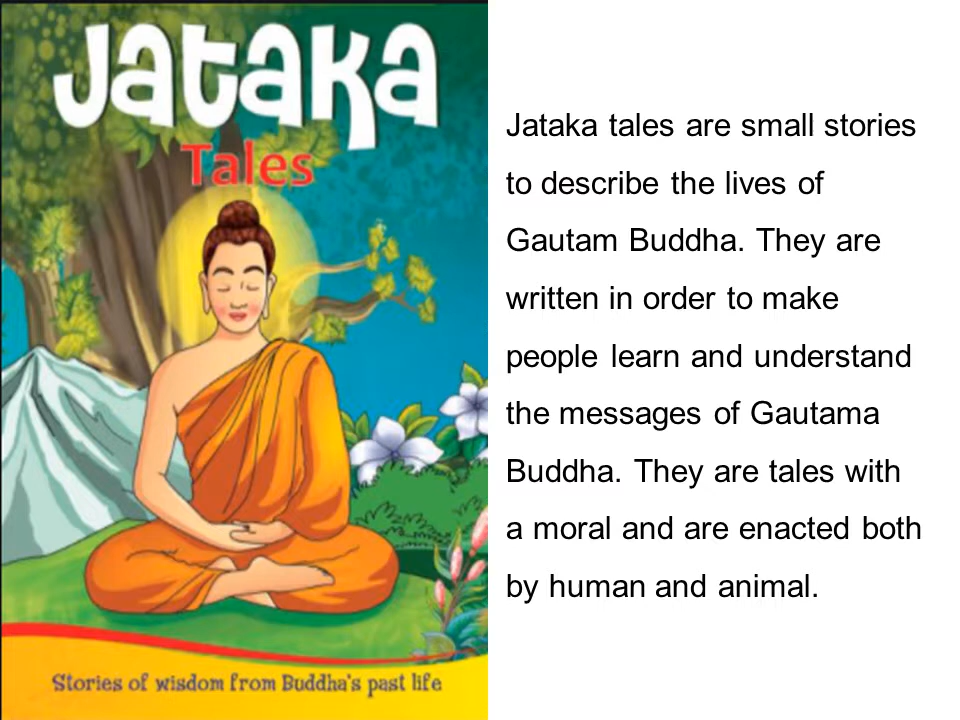 Jataka
Tales
Stories of wisdom from Buddha's past life
Jataka tales are small stories
to describe the lives of
Gautam Buddha. They are
written in order to make
people learn and understand
the messages of Gautama
Buddha. They are tales with
a moral and are enacted both
by human and animal.